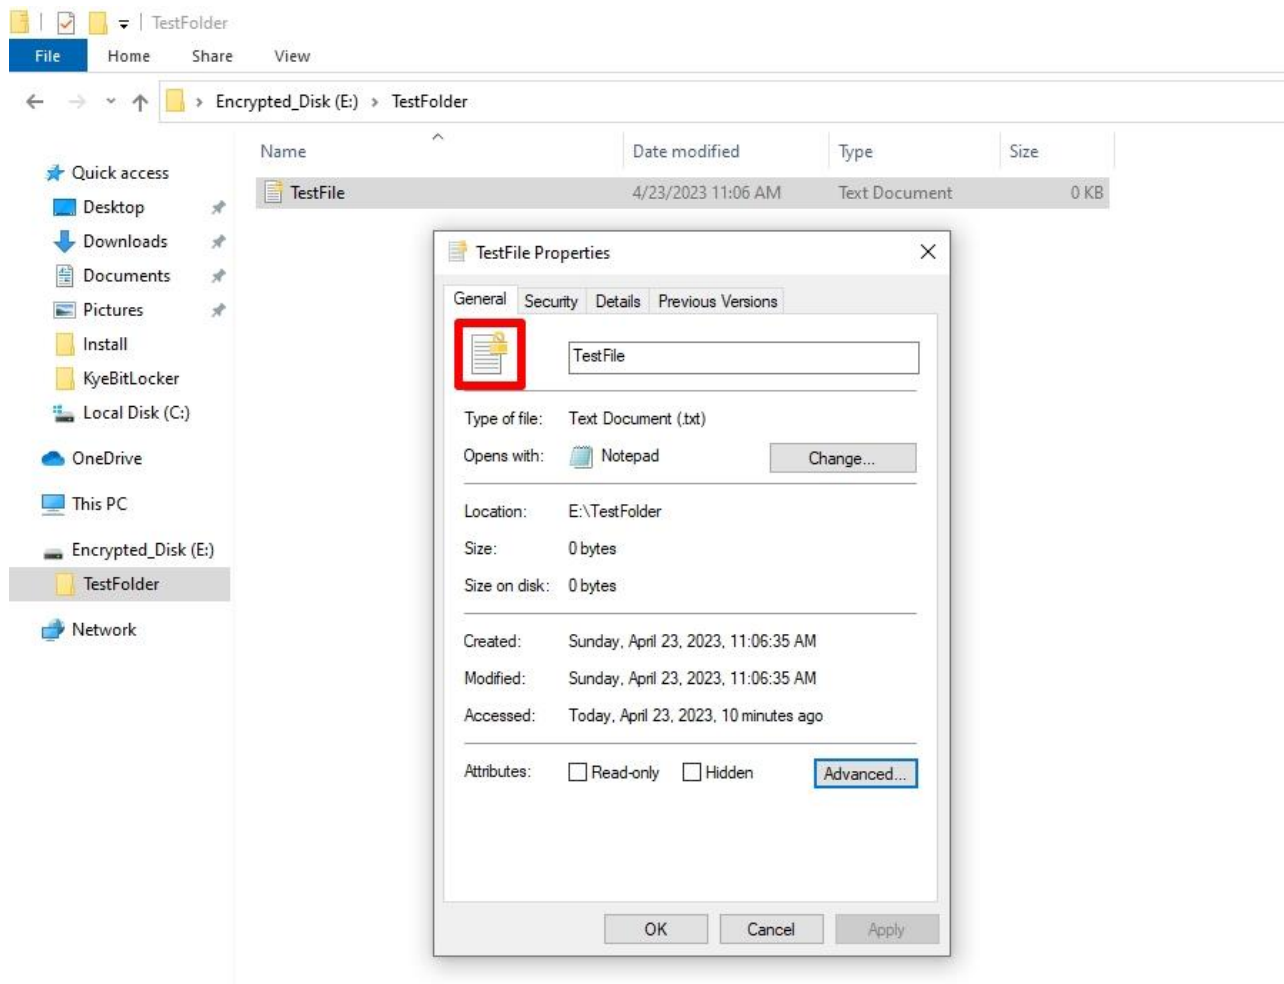 TestFolder
File Home Share View
Encrypted_Disk (E:) TestFolder
Name Date modified Type Size
Quick access
Desktop
Downloads
Documents
Pictures
Install
KyeBitLocker
Local Disk (C:)
OneDrive
This PC
Encrypted_Disk (E:)
TestFolder
Network
TestFile 4/23/2023 11:06 AM Text Document 0 KB
TestFile Properties
General Security Details Previous Versions
TestFile
Type of file: Text Document (.txt)
Opens with: Notepad Change...
Location: E:\TestFolder
Size: 0 bytes
Size on disk: 0 bytes
Created: Sunday, April 23, 2023, 11:06:35 AM
Modified: Sunday, April 23, 2023, 11:06:35 AM
Accessed: Today, April 23, 2023, 10 minutes ago
Attributes: Read-only Hidden Advanced...
OK Cancel Apply